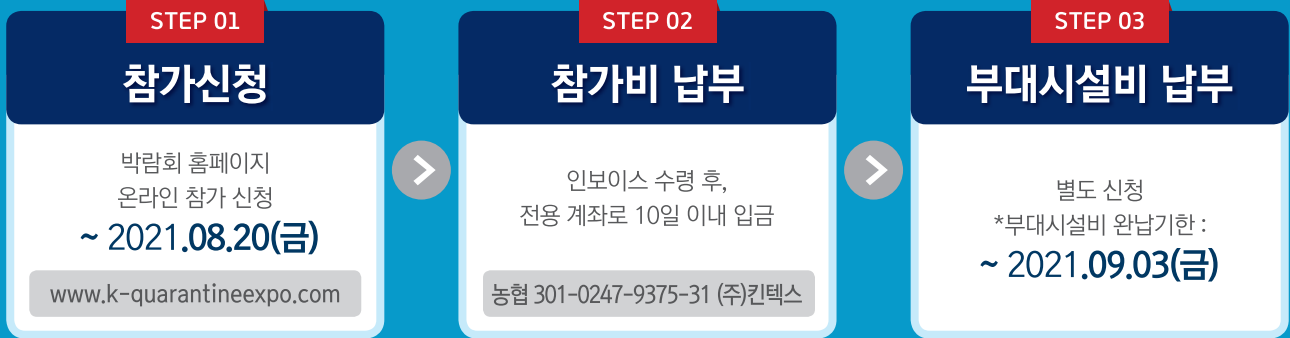 STEP 01
참가신청
박람회 홈페이지
온라인 참가 신청
~ 2021.08.20(금)
www.k-quarantineexpo.com
STEP 02
참가비 납부
인보이스 수령 후,
전용 계좌로 10일 이내 입금
농협 301-0247-9375-31 (주)킨텍스
STEP 03
부대시설비 납부
별도 신청
*부대시설비 완납기한 :
~ 2021.09.03(금)